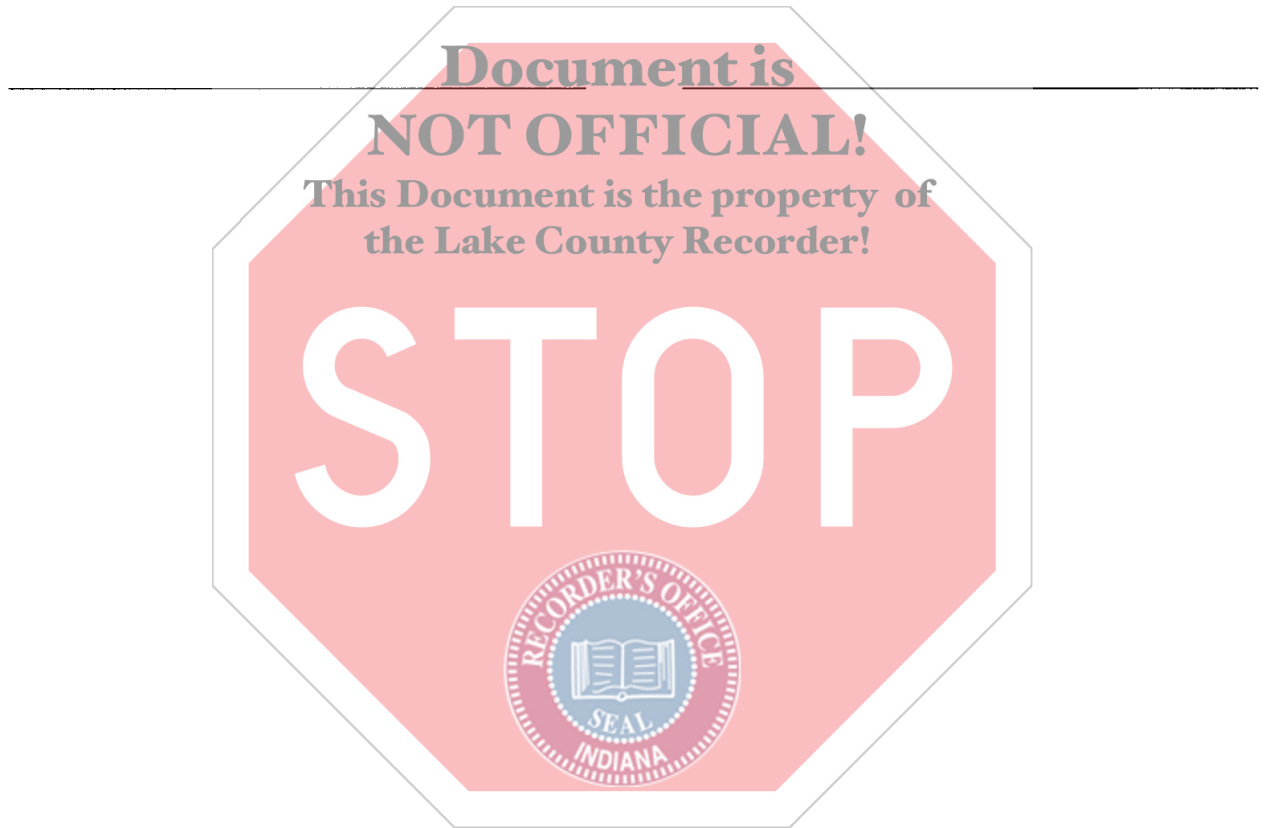 Document is
NOT OFFICIAL!
This Document is the property of
the Lake County Recorder!
STOP
RECORDER'S OFFICE
SEAL
INDIANA